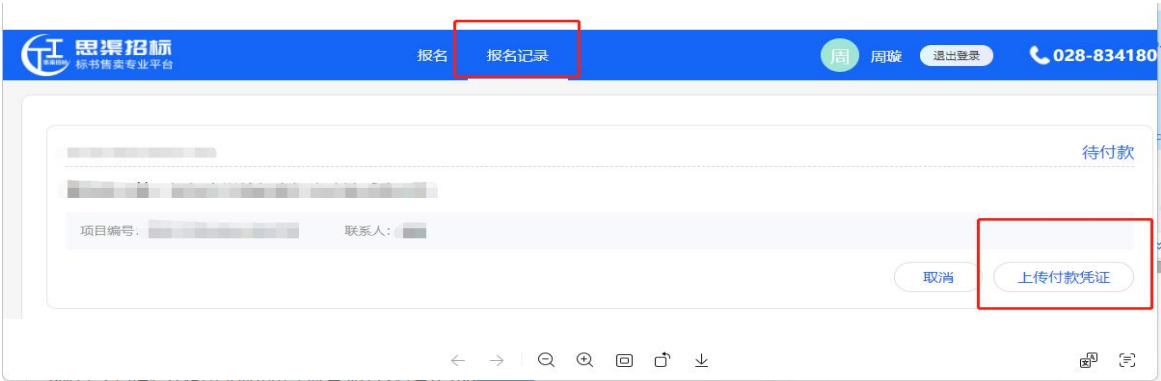 思渠招标
标书售卖专业平台
报名
报名记录
周
周璇
退出登录
028-834180
待付款
项目编号:
联系人:
取消
上传付款凭证